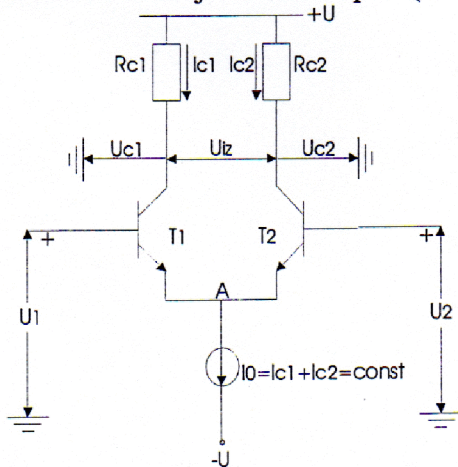 +U
Rc1 Ic1 Ic2 Rc2
Uc1 Uiz Uc2
+ T1 T2 +
A
U1 U2
I0=Ic1+Ic2=const
-U